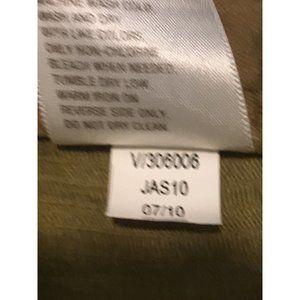 WASH AND DRY
WITH LIKE COLORS.
ONLY NON-CHLORINE
BLEACH WHEN NEEDED.
TUMBLE DRY LOW.
WARM IRON ON
REVERSE SIDE ONLY.
DO NOT DRY CLEAN.
V/306006
JAS10
07/10